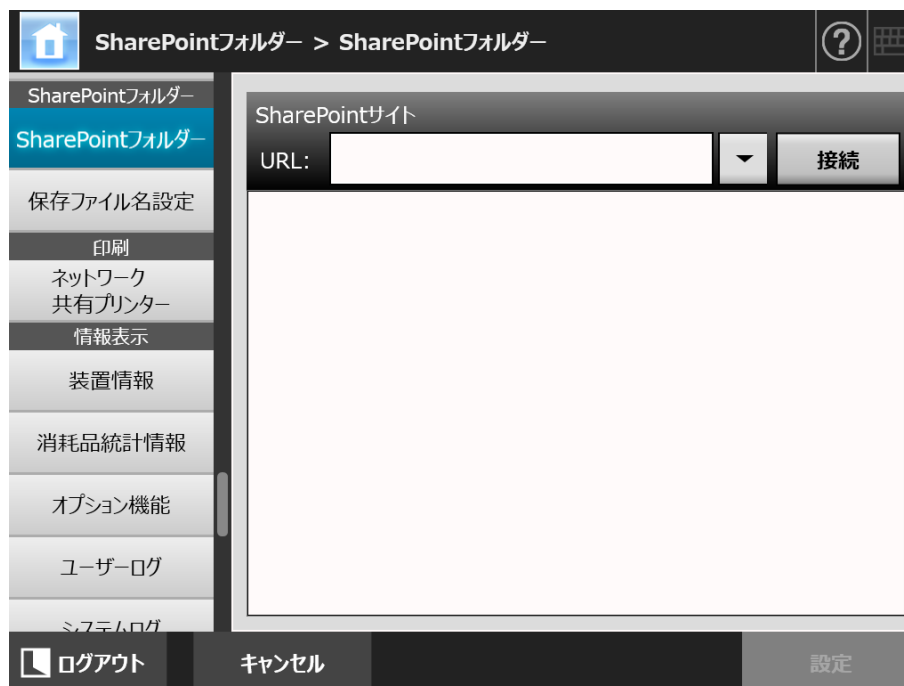 SharePointフォルダー > SharePointフォルダー
SharePointフォルダー
SharePointフォルダー
保存ファイル名設定
印刷
ネットワーク
共有プリンター
情報表示
装置情報
消耗品統計情報
オプション機能
ユーザーログ
システムログ
SharePointサイト
URL:
接続
ログアウト
キャンセル
設定